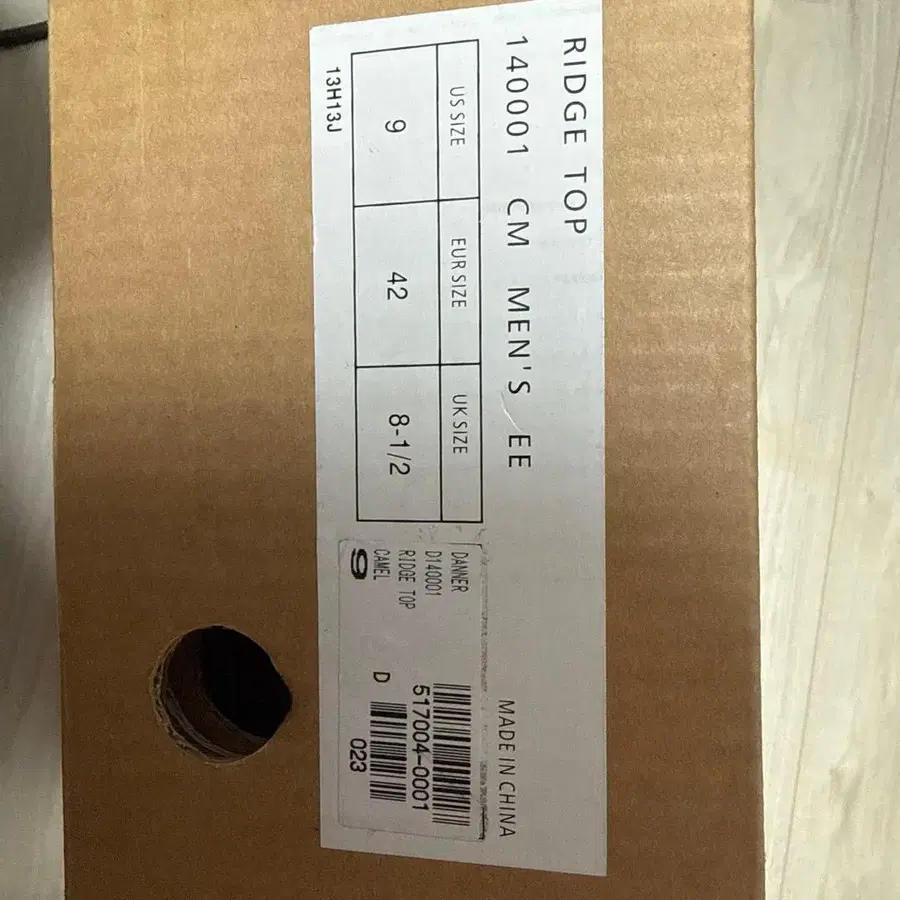 RIDGE TOP
140001 CM MEN'S EE
US SIZE EUR SIZE UK SIZE
9 42 8-1/2
13H13J
MADE IN CHINA
DANNER
D140001
RIDGE TOP
CAMEL
9
517004-0001
D
023